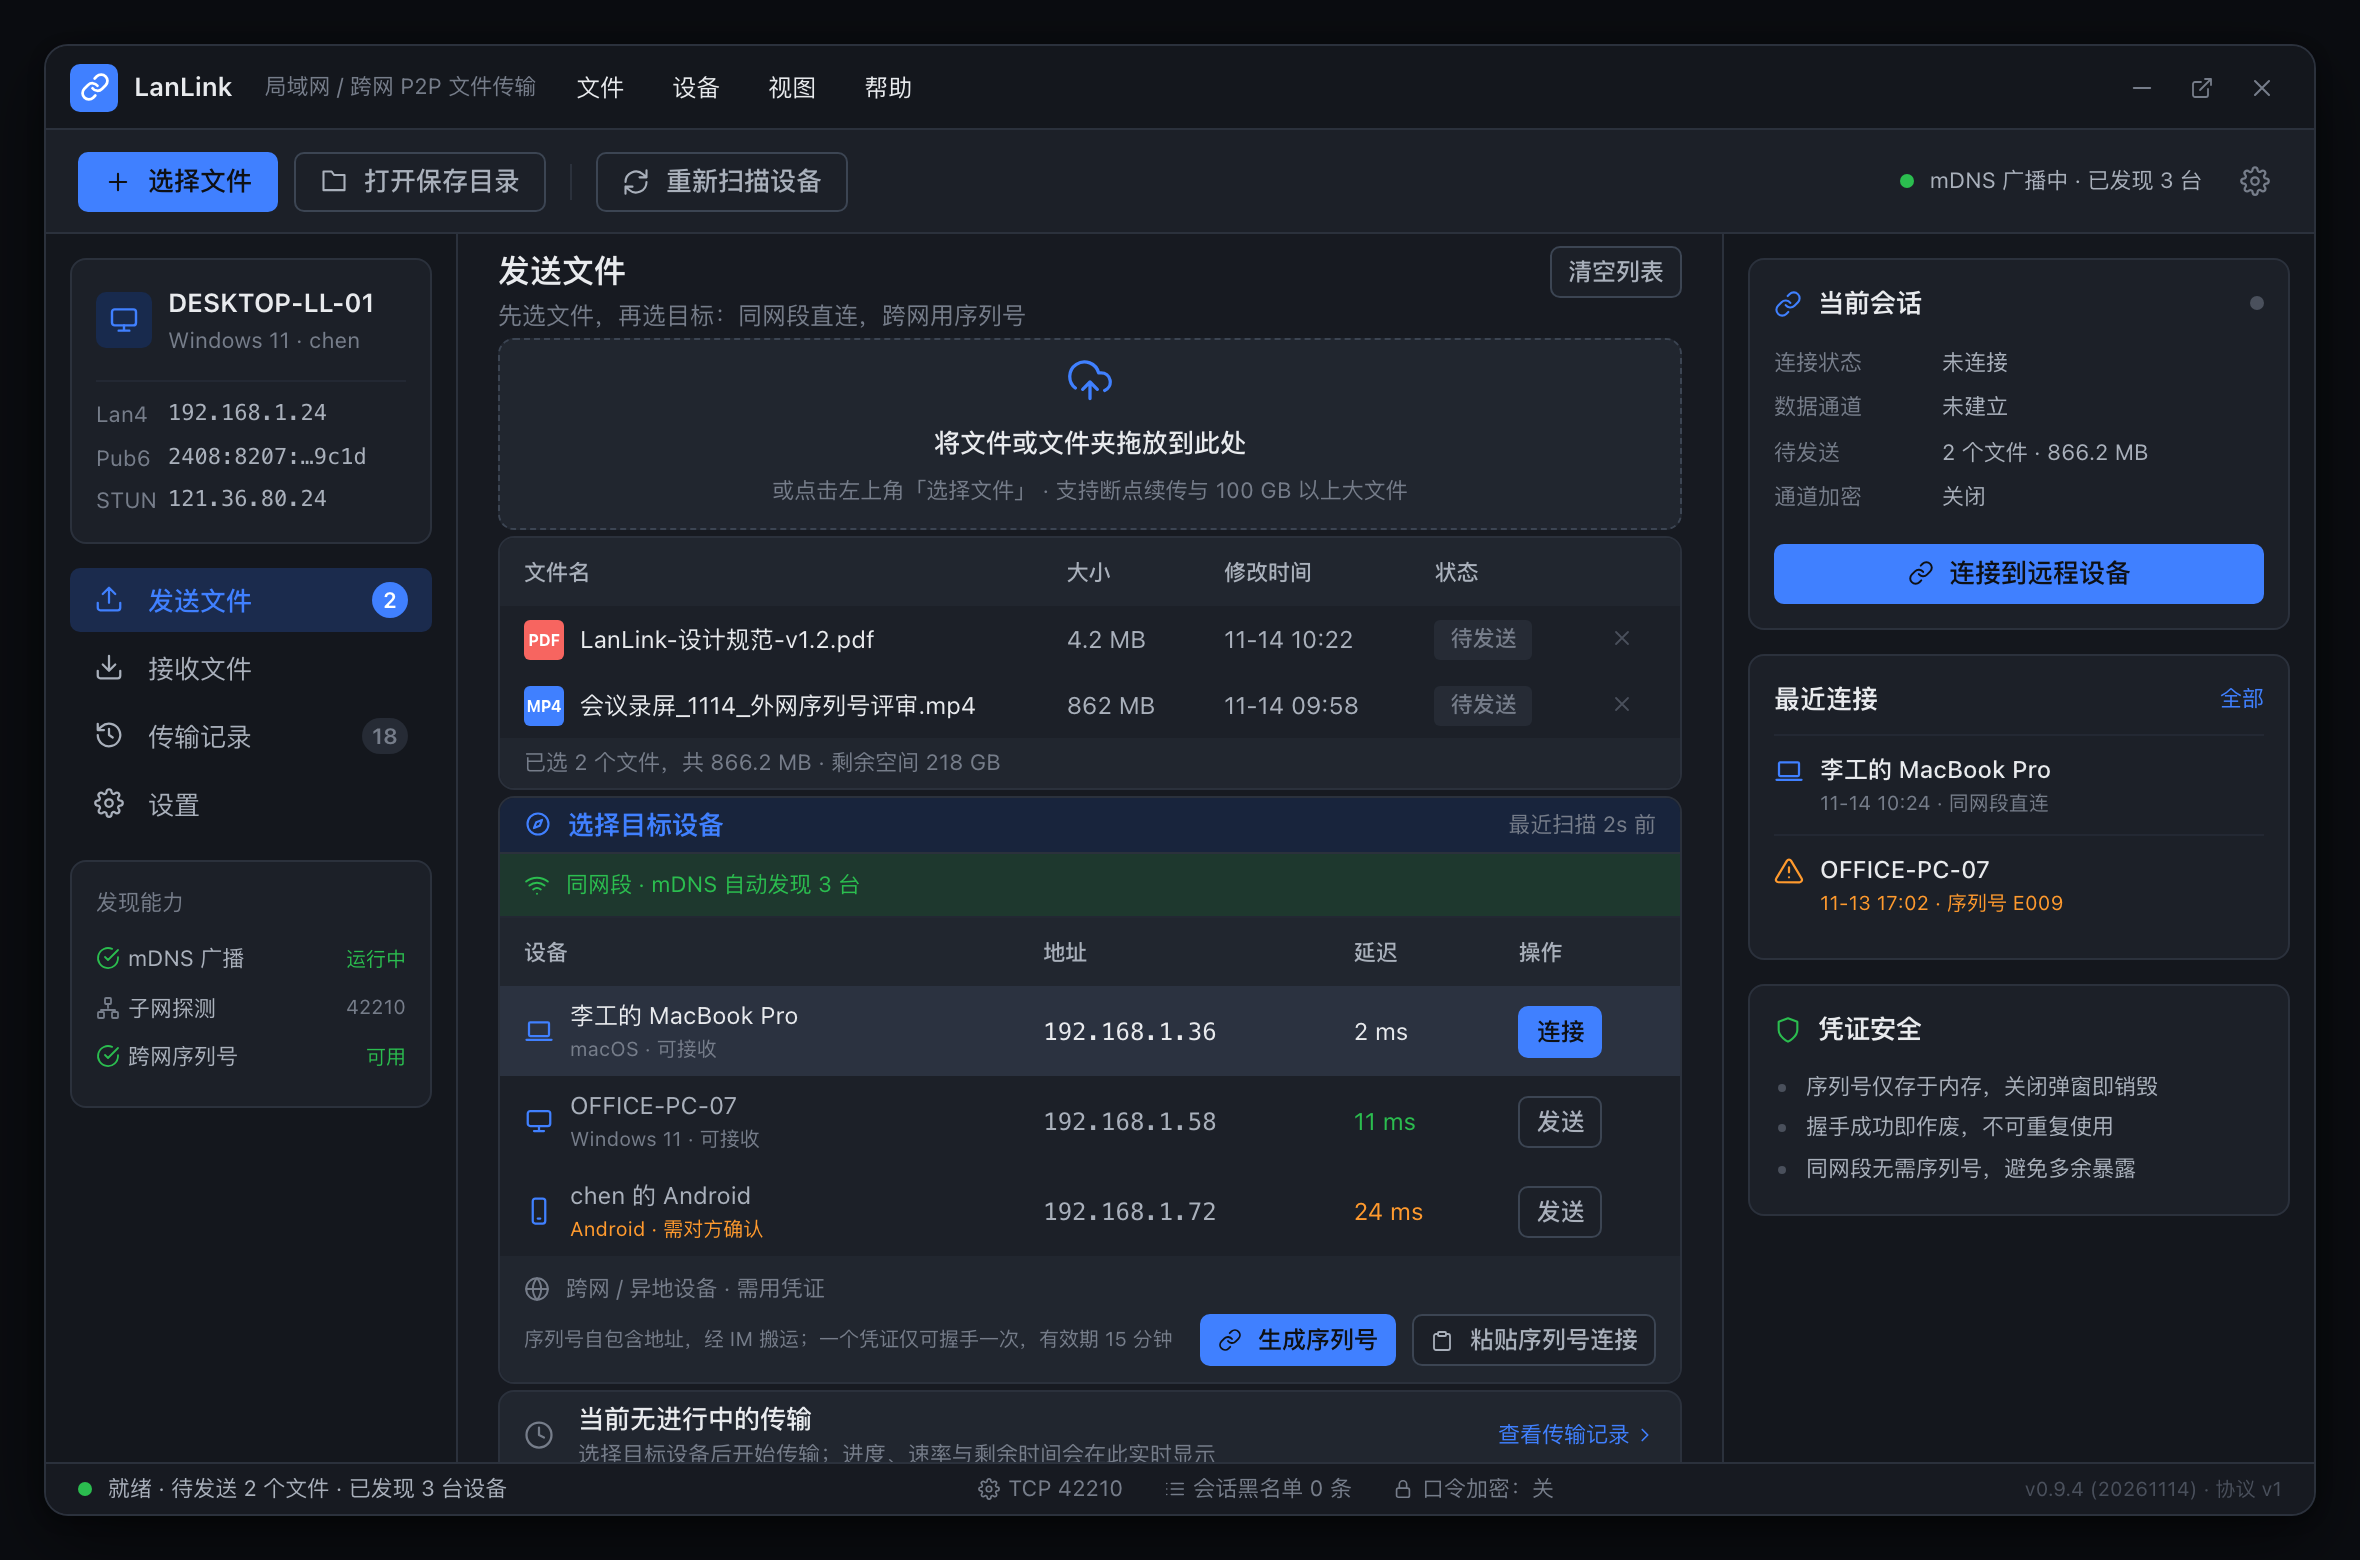 LanLink 局域网 / 跨网 P2P 文件传输 文件 设备 视图 帮助
选择文件 打开保存目录 重新扫描设备 mDNS 广播中 · 已发现 3 台
DESKTOP-LL-01
Windows 11 · chen
Lan4 192.168.1.24
Pub6 2408:8207:…9c1d
STUN 121.36.80.24
发送文件 2
接收文件
传输记录 18
设置
发现能力
mDNS 广播 运行中
子网探测 42210
跨网序列号 可用
发送文件 清空列表
先选文件，再选目标：同网段直连，跨网用序列号
将文件或文件夹拖放到此处
或点击左上角「选择文件」 · 支持断点续传与 100 GB 以上大文件
文件名 大小 修改时间 状态
PDF LanLink-设计规范-v1.2.pdf 4.2 MB 11-14 10:22 待发送
MP4 会议录屏_1114_外网序列号评审.mp4 862 MB 11-14 09:58 待发送
已选 2 个文件，共 866.2 MB · 剩余空间 218 GB
选择目标设备 最近扫描 2s 前
同网段 · mDNS 自动发现 3 台
设备 地址 延迟 操作
李工的 MacBook Pro 192.168.1.36 2 ms 连接
macOS · 可接收
OFFICE-PC-07 192.168.1.58 11 ms 发送
Windows 11 · 可接收
chen 的 Android 192.168.1.72 24 ms 发送
Android · 需对方确认
跨网 / 异地设备 · 需用凭证
序列号自包含地址，经 IM 搬运；一个凭证仅可握手一次，有效期 15 分钟 生成序列号 粘贴序列号连接
当前无进行中的传输 查看传输记录
选择目标设备后开始传输；进度、速率与剩余时间会在此实时显示
当前会话
连接状态 未连接
数据通道 未建立
待发送 2 个文件 · 866.2 MB
通道加密 关闭
连接到远程设备
最近连接 全部
李工的 MacBook Pro
11-14 10:24 · 同网段直连
OFFICE-PC-07
11-13 17:02 · 序列号 E009
凭证安全
序列号仅存于内存，关闭弹窗即销毁
握手成功即作废，不可重复使用
同网段无需序列号，避免多余暴露
就绪 · 待发送 2 个文件 · 已发现 3 台设备 TCP 42210 会话黑名单 0 条 口令加密：关 v0.9.4 (20261114) · 协议 v1